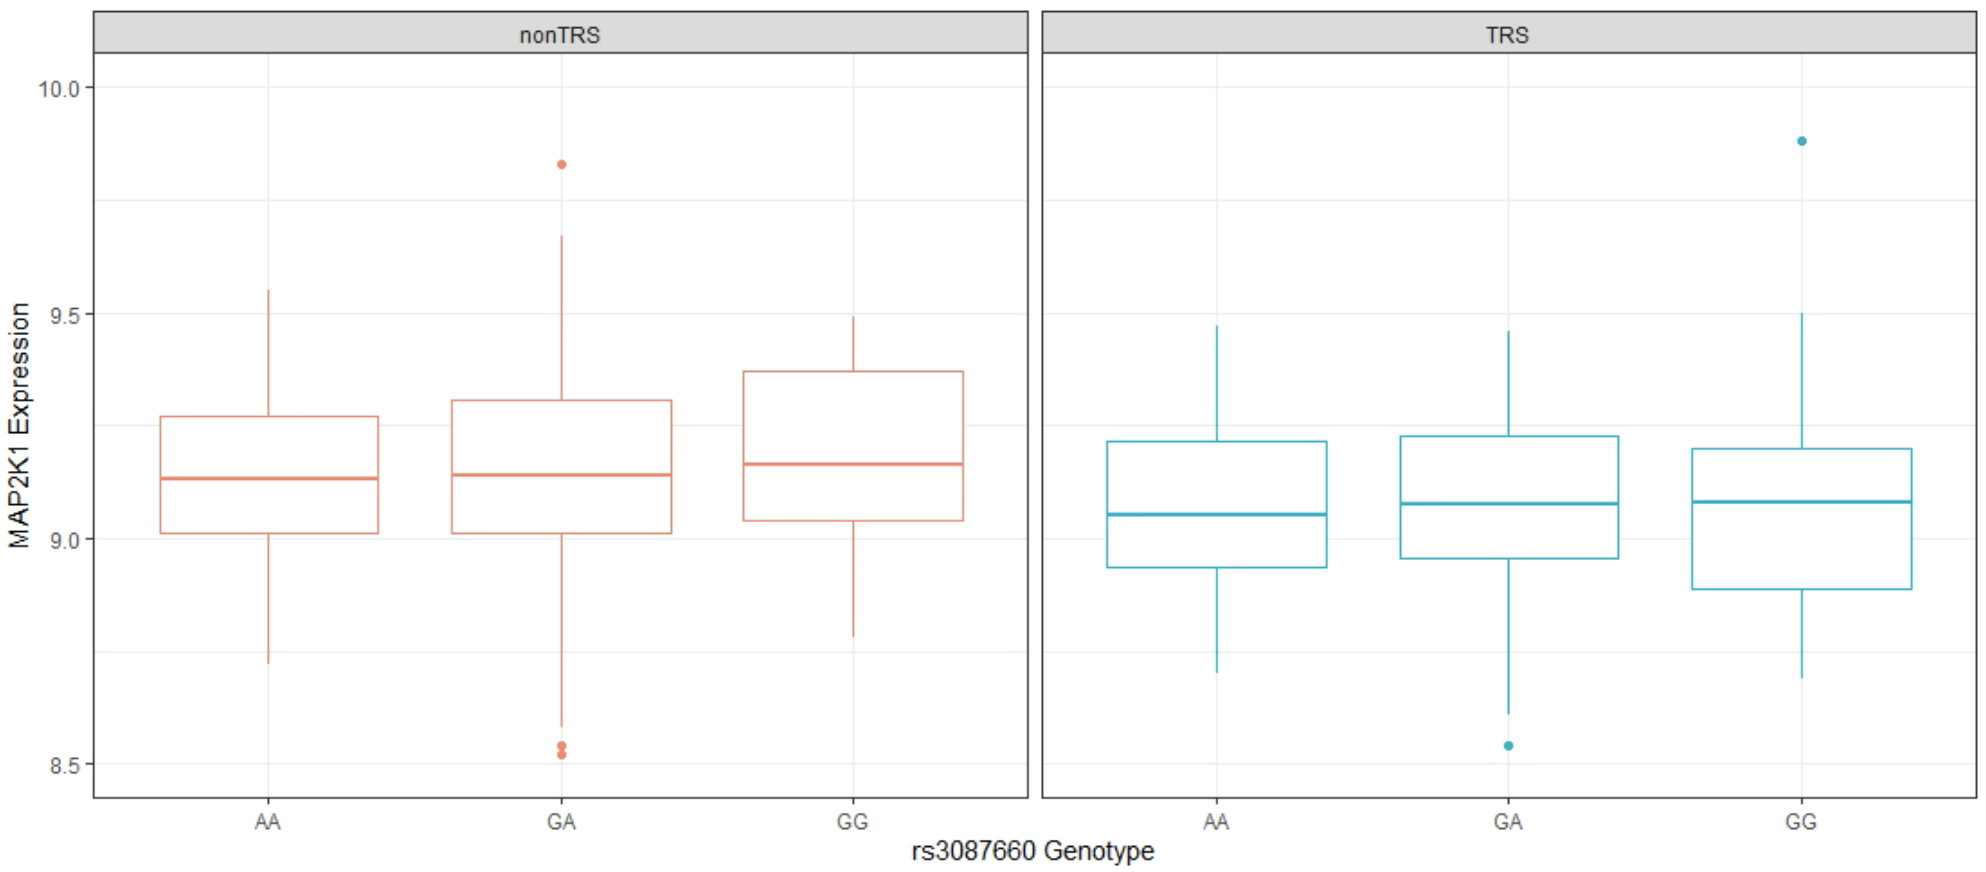 nonTRS
TRS
MAP2K1 Expression
10.0
9.5
9.0
8.5
AA
GA
GG
AA
GA
GG
rs3087660 Genotype